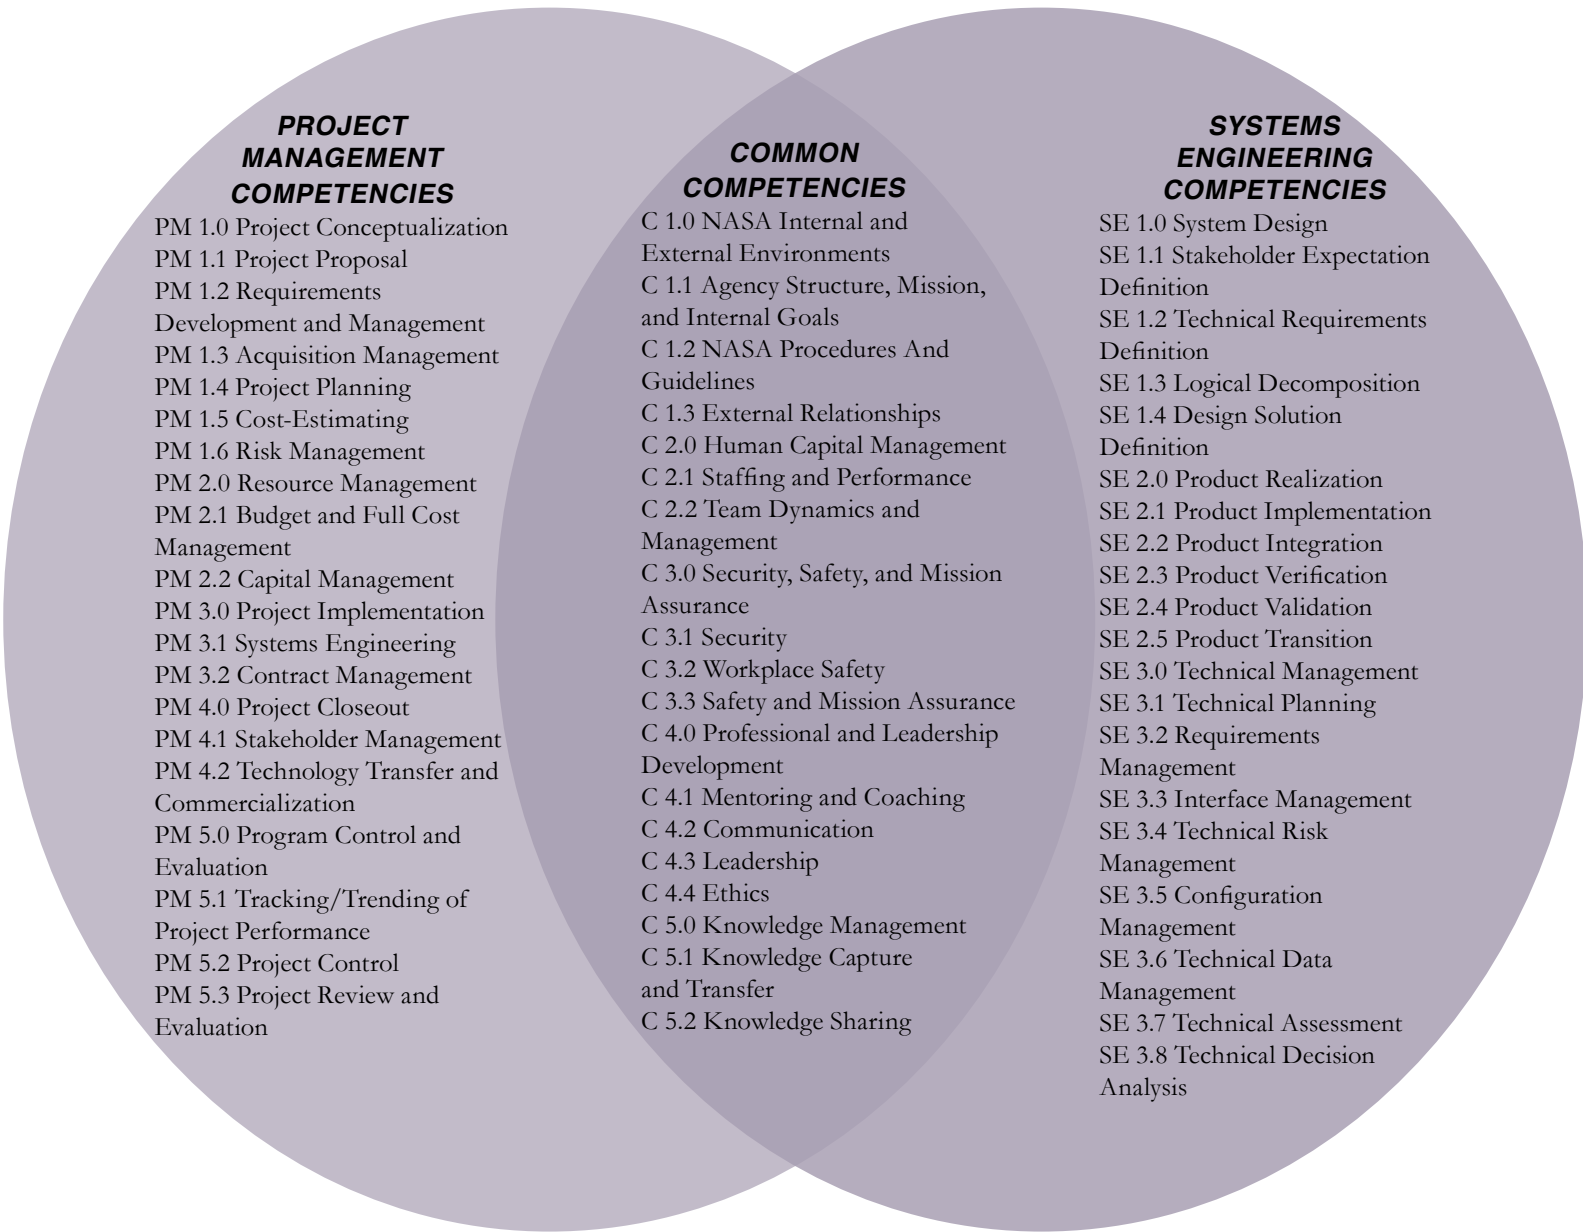 PROJECT
MANAGEMENT
COMPETENCIES
PM 1.0 Project Conceptualization
PM 1.1 Project Proposal
PM 1.2 Requirements
Development and Management
PM 1.3 Acquisition Management
PM 1.4 Project Planning
PM 1.5 Cost-Estimating
PM 1.6 Risk Management
PM 2.0 Resource Management
PM 2.1 Budget and Full Cost
Management
PM 2.2 Capital Management
PM 3.0 Project Implementation
PM 3.1 Systems Engineering
PM 3.2 Contract Management
PM 4.0 Project Closeout
PM 4.1 Stakeholder Management
PM 4.2 Technology Transfer and
Commercialization
PM 5.0 Program Control and
Evaluation
PM 5.1 Tracking/Trending of
Project Performance
PM 5.2 Project Control
PM 5.3 Project Review and
Evaluation
COMMON
COMPETENCIES
C 1.0 NASA Internal and
External Environments
C 1.1 Agency Structure, Mission,
and Internal Goals
C 1.2 NASA Procedures And
Guidelines
C 1.3 External Relationships
C 2.0 Human Capital Management
C 2.1 Staffing and Performance
C 2.2 Team Dynamics and
Management
C 3.0 Security, Safety, and Mission
Assurance
C 3.1 Security
C 3.2 Workplace Safety
C 3.3 Safety and Mission Assurance
C 4.0 Professional and Leadership
Development
C 4.1 Mentoring and Coaching
C 4.2 Communication
C 4.3 Leadership
C 4.4 Ethics
C 5.0 Knowledge Management
C 5.1 Knowledge Capture
and Transfer
C 5.2 Knowledge Sharing
SYSTEMS
ENGINEERING
COMPETENCIES
SE 1.0 System Design
SE 1.1 Stakeholder Expectation
Definition
SE 1.2 Technical Requirements
Definition
SE 1.3 Logical Decomposition
SE 1.4 Design Solution
Definition
SE 2.0 Product Realization
SE 2.1 Product Implementation
SE 2.2 Product Integration
SE 2.3 Product Verification
SE 2.4 Product Validation
SE 2.5 Product Transition
SE 3.0 Technical Management
SE 3.1 Technical Planning
SE 3.2 Requirements
Management
SE 3.3 Interface Management
SE 3.4 Technical Risk
Management
SE 3.5 Configuration
Management
SE 3.6 Technical Data
Management
SE 3.7 Technical Assessment
SE 3.8 Technical Decision
Analysis